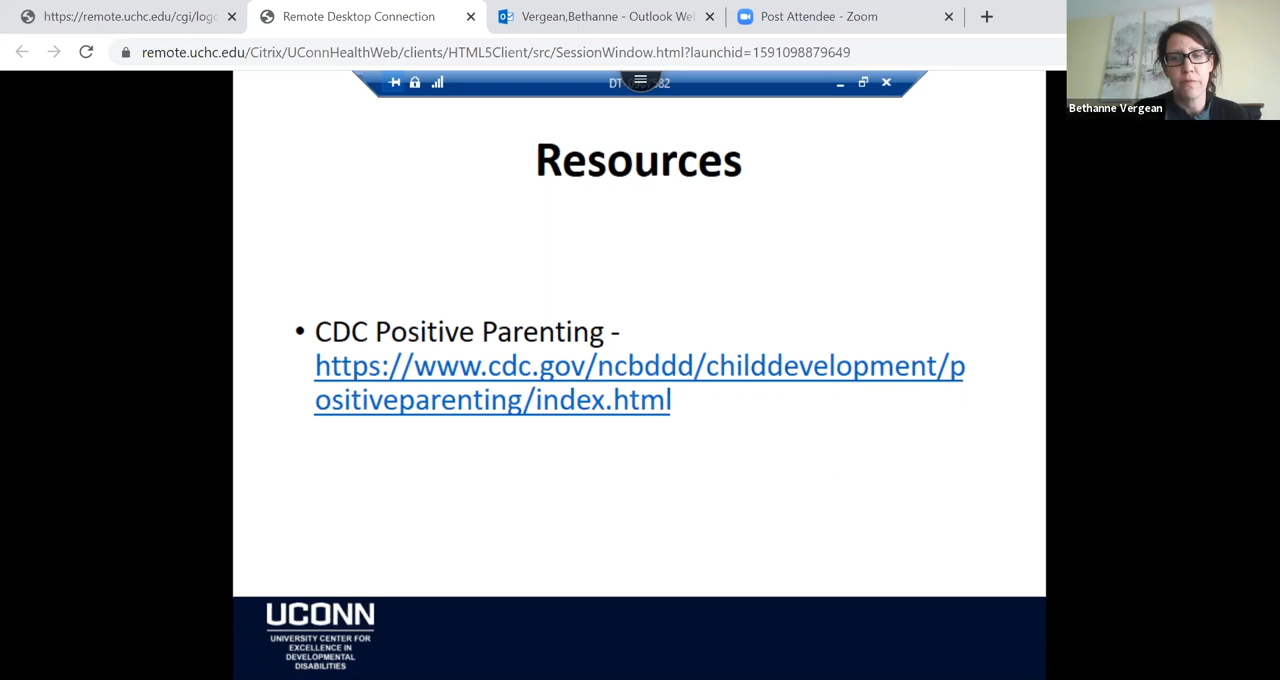 https://remote.uchc.edu/cgi/logo
Remote Desktop Connection
Vergean,Bethanne - Outlook We
Post Attendee - Zoom
remote.uchc.edu/Citrix/UConnHealthWeb/clients/HTML5Client/src/SessionWindow.html?launchid=1591098879649
Bethanne Vergean
Resources
• CDC Positive Parenting -
https://www.cdc.gov/ncbddd/childdevelopment/p
ositiveparenting/index.html
UCONN
UNIVERSITY CENTER FOR
EXCELLENCE IN
DEVELOPMENTAL
DISABILITIES